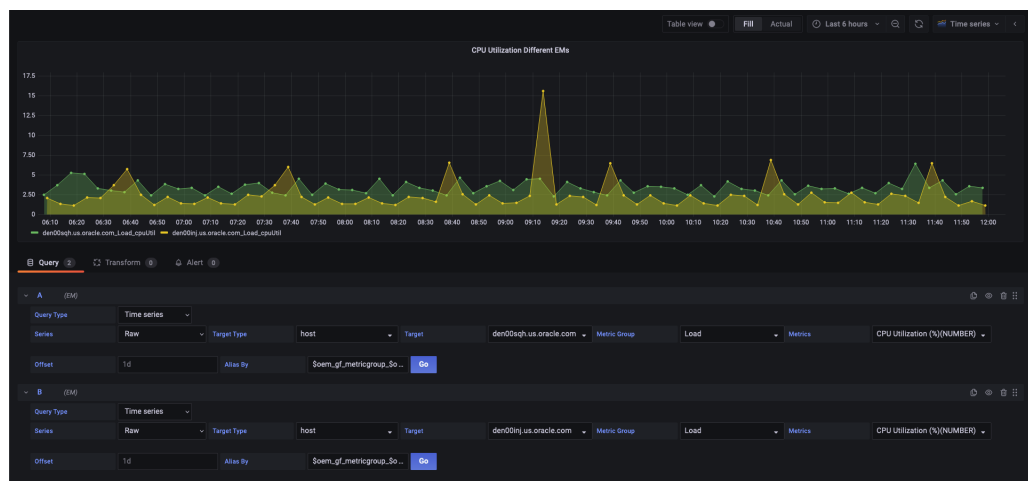 Table view Fill Actual Last 6 hours Time series
CPU Utilization Different EMs
17.5
15
12.5
10
7.50
5
2.50
0
06:10 06:20 06:30 06:40 06:50 07:00 07:10 07:20 07:30 07:40 07:50 08:00 08:10 08:20 08:30 08:40 08:50 09:00 09:10 09:20 09:30 09:40 09:50 10:00 10:10 10:20 10:30 10:40 10:50 11:00 11:10 11:20 11:30 11:40 11:50 12:00
den00sqh.us.oracle.com_Load_cpuUtil den00inj.us.oracle.com_Load_cpuUtil
Query 2 Transform 0 Alert 0
A (EM)
Query Type Time series
Series Raw Target Type host Target den00sqh.us.oracle.com Metric Group Load Metrics CPU Utilization (%)(NUMBER)
Offset 1d Alias By $oem_gf_metricgroup_$o... Go
B (EM)
Query Type Time series
Series Raw Target Type host Target den00inj.us.oracle.com Metric Group Load Metrics CPU Utilization (%)(NUMBER)
Offset 1d Alias By $oem_gf_metricgroup_$o... Go